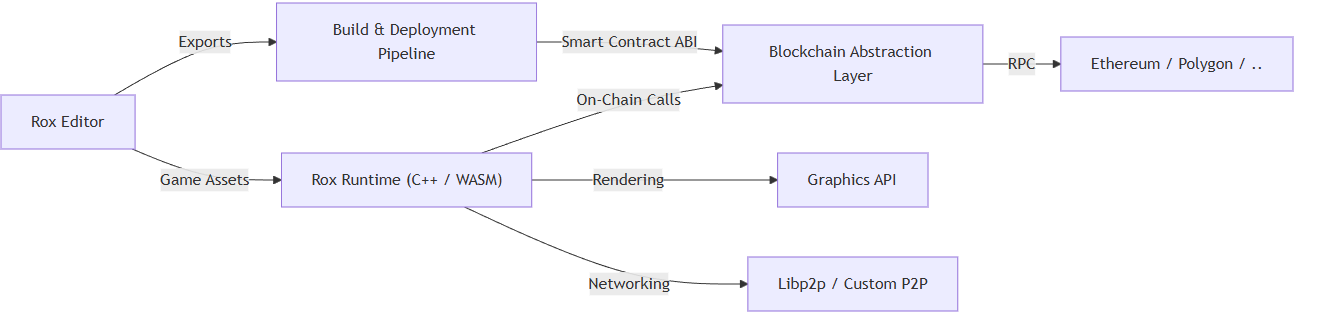 Rox Editor
Exports
Game Assets
Build & Deployment
Pipeline
Rox Runtime (C++ / WASM)
Smart Contract ABI
On-Chain Calls
Rendering
Networking
Blockchain Abstraction
Layer
Graphics API
Libp2p / Custom P2P
RPC
Ethereum / Polygon / ..